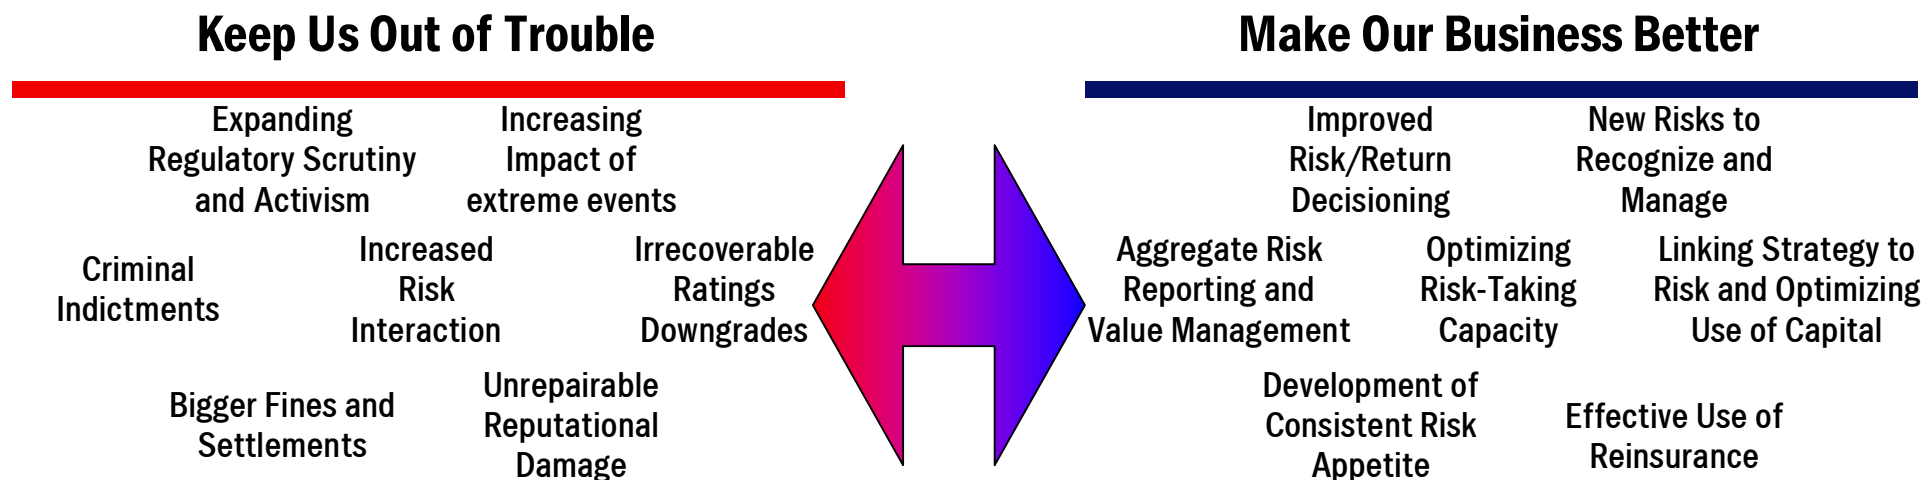 Keep Us Out of Trouble
Expanding
Regulatory Scrutiny
and Activism
Increasing
Impact of
extreme events
Criminal
Indictments
Increased
Risk
Interaction
Irrecoverable
Ratings
Downgrades
Bigger Fines and
Settlements
Unrepairable
Reputational
Damage
Make Our Business Better
Improved
Risk/Return
Decisioning
New Risks to
Recognize and
Manage
Aggregate Risk
Reporting and
Value Management
Optimizing
Risk-Taking
Capacity
Linking Strategy to
Risk and Optimizing
Use of Capital
Development of
Consistent Risk
Appetite
Effective Use of
Reinsurance